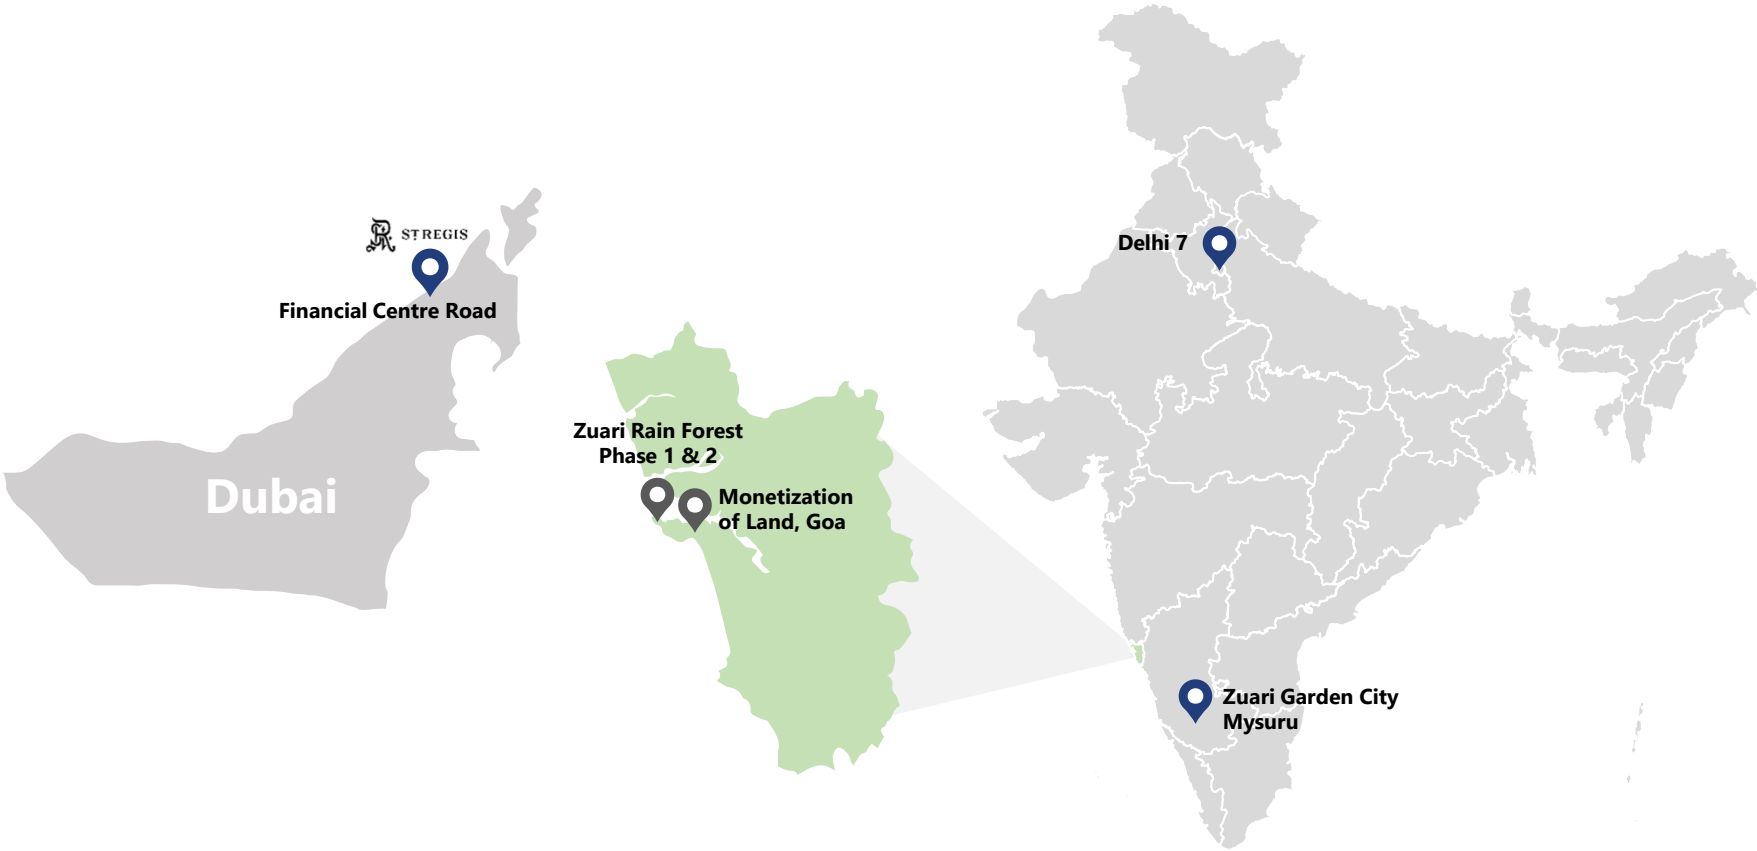 ST REGIS
Financial Centre Road
Dubai
Zuari Rain Forest
Phase 1 & 2
Monetization
of Land, Goa
Delhi 7
Zuari Garden City
Mysuru